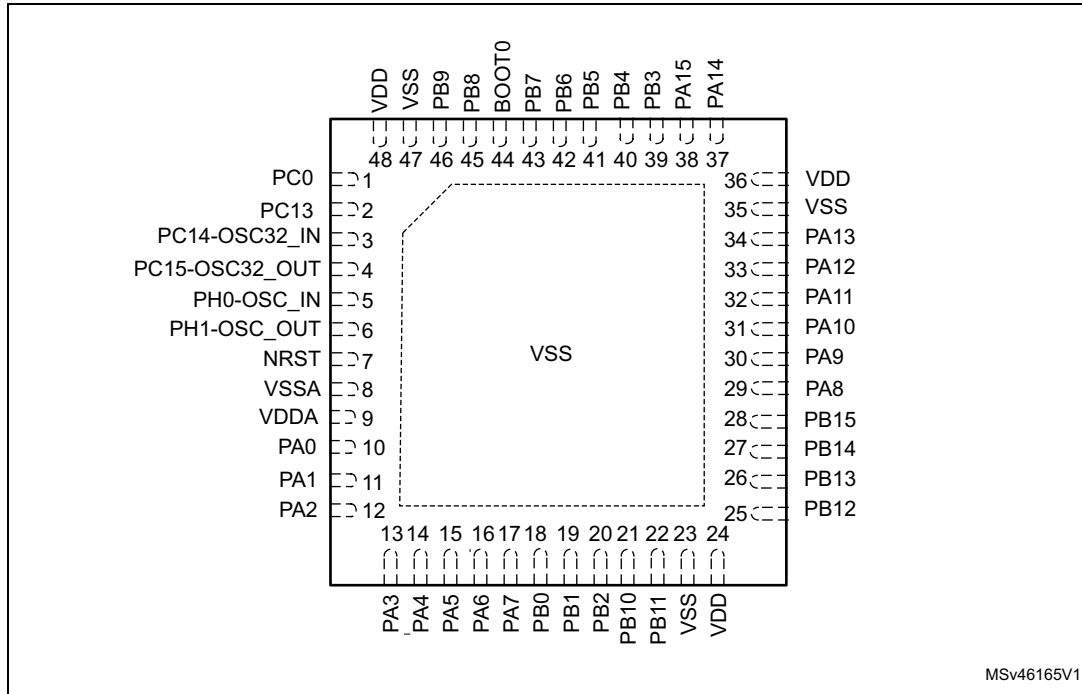 VDD VSS PB9 PB8 BOOT0 PB7 PB6 PB5 PB4 PB3 PA15 PA14
48 47 46 45 44 43 42 41 40 39 38 37
PC0 1
PC13 2
PC14-OSC32_IN 3
PC15-OSC32_OUT 4
PH0-OSC_IN 5
PH1-OSC_OUT 6
NRST 7
VSSA 8
VDDA 9
PA0 10
PA1 11
PA2 12
VSS
36 VDD
35 VSS
34 PA13
33 PA12
32 PA11
31 PA10
30 PA9
29 PA8
28 PB15
27 PB14
26 PB13
25 PB12
13 14 15 16 17 18 19 20 21 22 23 24
PA3 PA4 PA5 PA6 PA7 PB0 PB1 PB2 PB10 PB11 VSS VDD
MSv46165V1